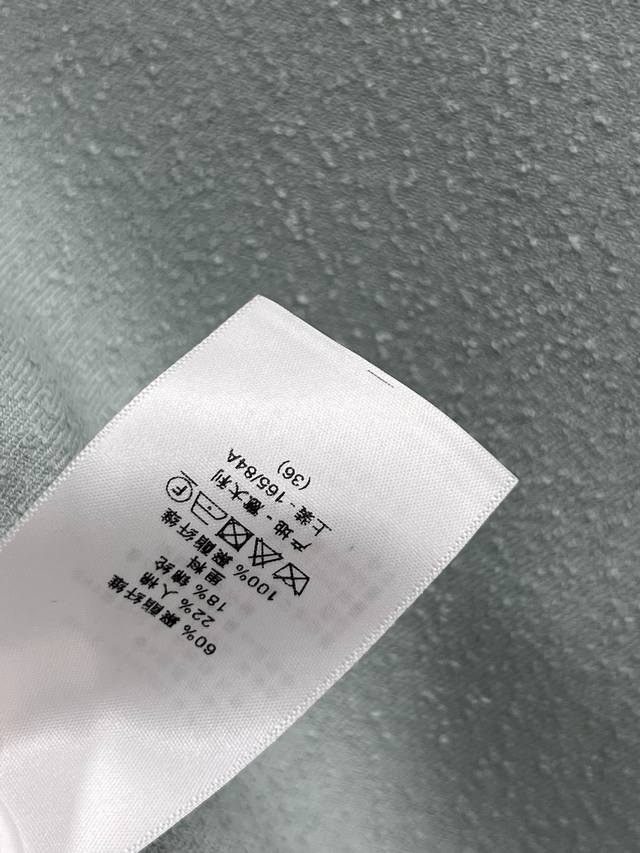 60% 聚酯纤维
22% 人棉
18% 锦纶
里料
100% 聚酯纤维
产地 - 意大利
上装 - 165/84A
(36)